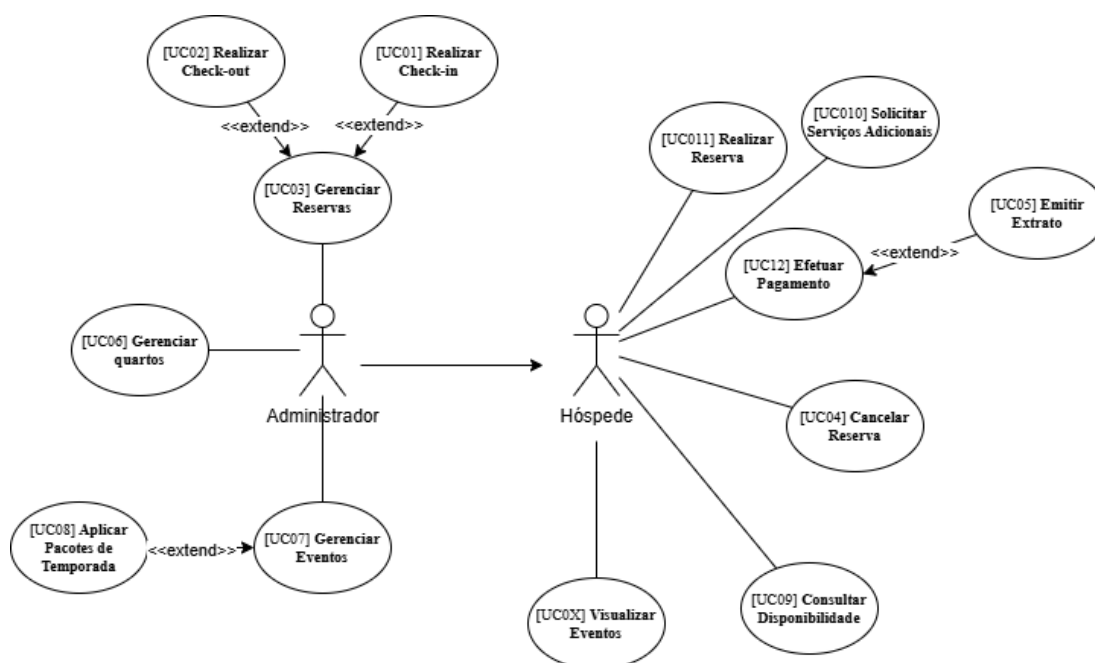 [UC02] Realizar
Check-out
[UC01] Realizar
Check-in
<<extend>>
<<extend>>
[UC03] Gerenciar
Reservas
[UC010] Solicitar
Serviços Adicionais
[UC011] Realizar
Reserva
[UC05] Emitir
Extrato
<<extend>>
[UC12] Efetuar
Pagamento
[UC06] Gerenciar
quartos
Administrador
Hóspede
[UC04] Cancelar
Reserva
[UC08] Aplicar
Pacotes de
Temporada
<<extend>>
[UC07] Gerenciar
Eventos
[UC0X] Visualizar
Eventos
[UC09] Consultar
Disponibilidade